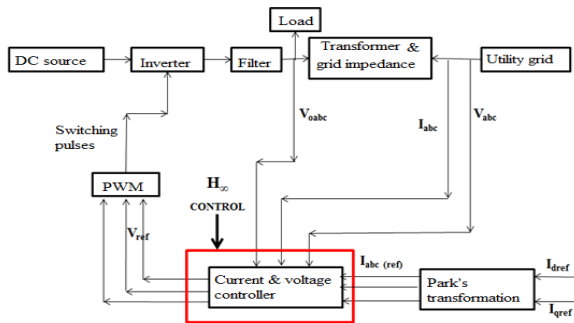 Load
DC source
Inverter
Filter
Transformer &
grid impedance
Utility grid
Voabc
Iabc
Vabc
Switching
pulses
PWM
H∞
CONTROL
Vref
Current & voltage
controller
Iabc (ref)
Park's
transformation
Idref
Iqref